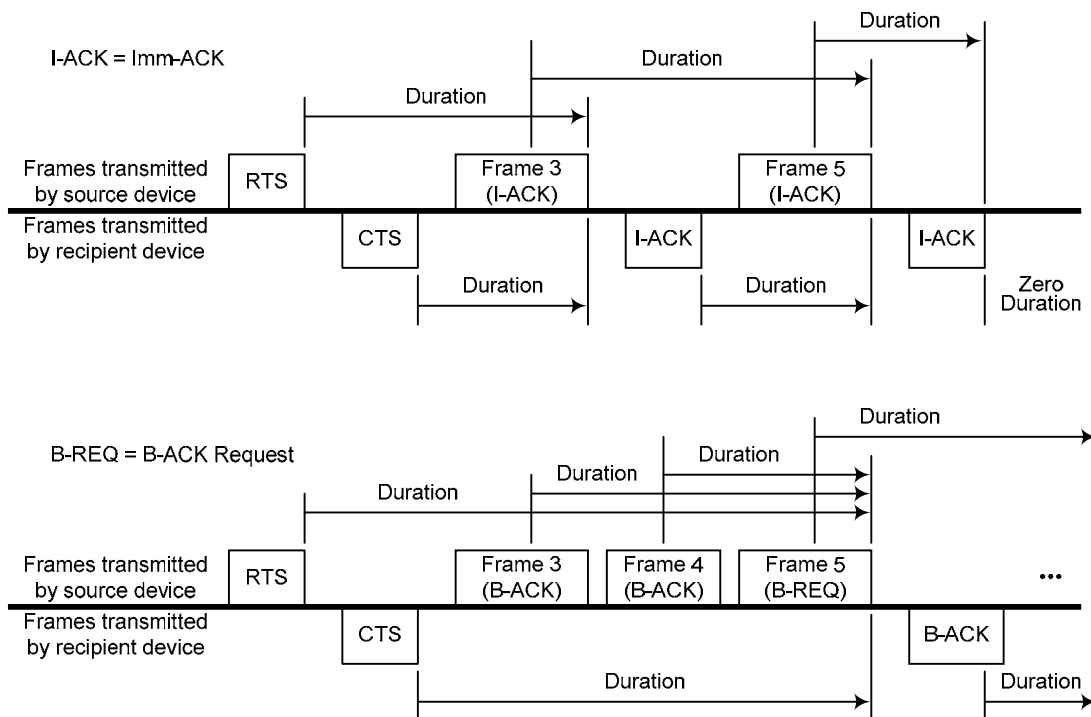 Duration
I-ACK = Imm-ACK
Duration
Duration
Frames transmitted
by source device
RTS
Frame 3
(I-ACK)
Frame 5
(I-ACK)
Frames transmitted
by recipient device
CTS
I-ACK
I-ACK
Duration
Duration
Zero
Duration
Duration
B-REQ = B-ACK Request
Duration
Duration
Duration
Frames transmitted
by source device
RTS
Frame 3
(B-ACK)
Frame 4
(B-ACK)
Frame 5
(B-REQ)
...
Frames transmitted
by recipient device
CTS
B-ACK
Duration
Duration